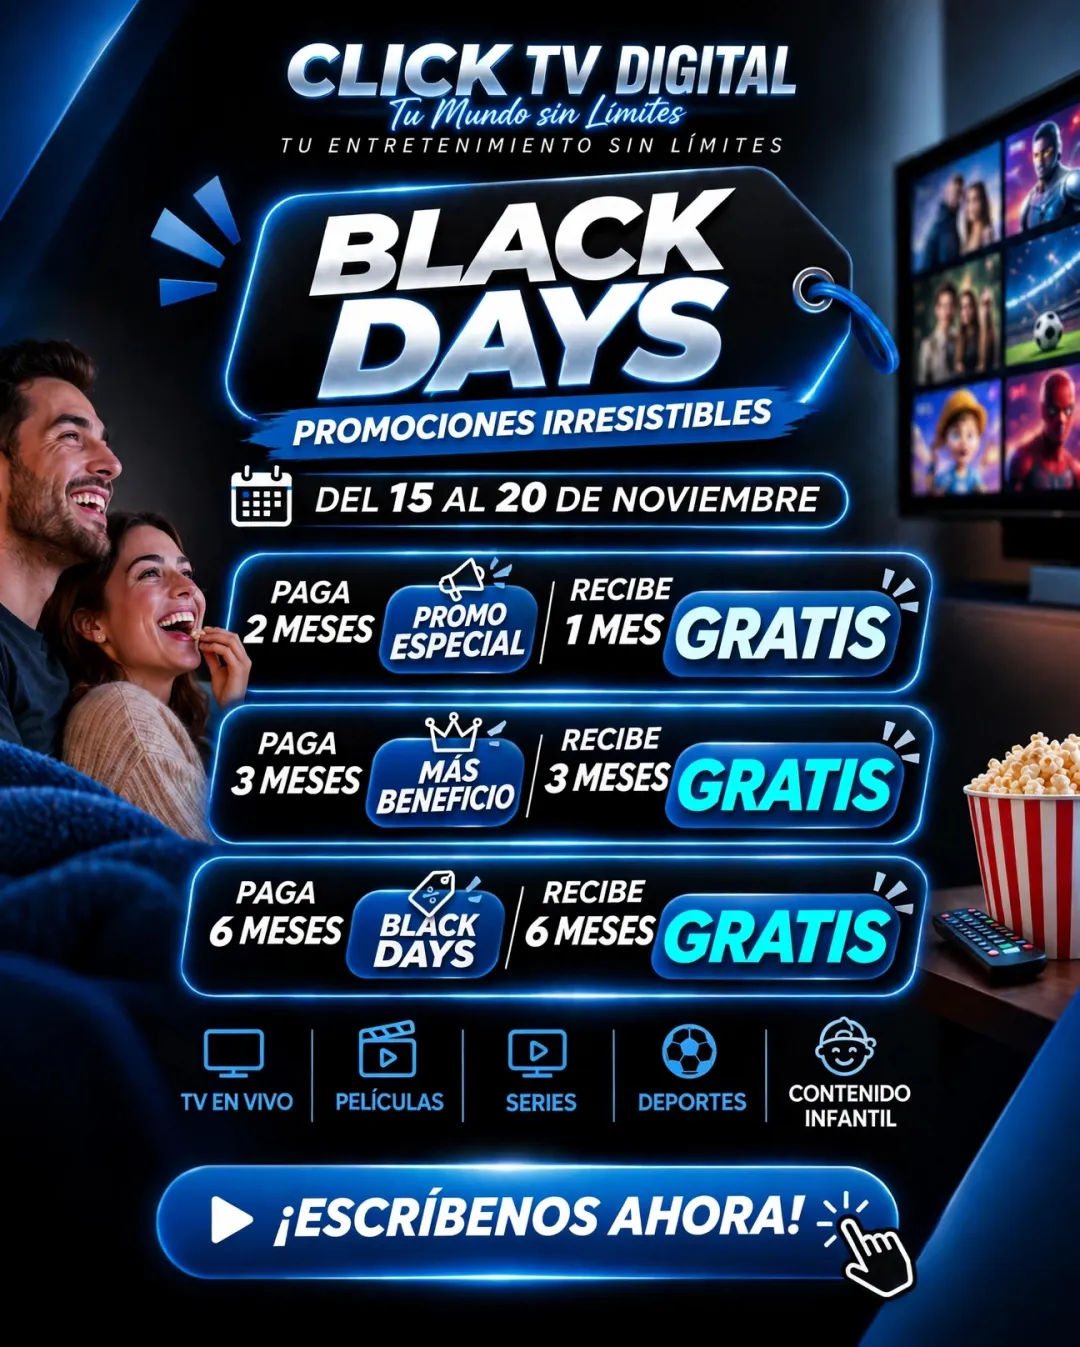 CLICK TV DIGITAL
Tu Mundo sin Límites
TU ENTRETENIMIENTO SIN LÍMITES
BLACK
DAYS
PROMOCIONES IRRESISTIBLES
DEL 15 AL 20 DE NOVIEMBRE
PAGA
2 MESES
PROMO
ESPECIAL
RECIBE
1 MES
GRATIS
PAGA
3 MESES
MÁS
BENEFICIO
RECIBE
3 MESES
GRATIS
PAGA
6 MESES
BLACK
DAYS
RECIBE
6 MESES
GRATIS
TV EN VIVO
PELÍCULAS
SERIES
DEPORTES
CONTENIDO
INFANTIL
¡ESCRÍBENOS AHORA!